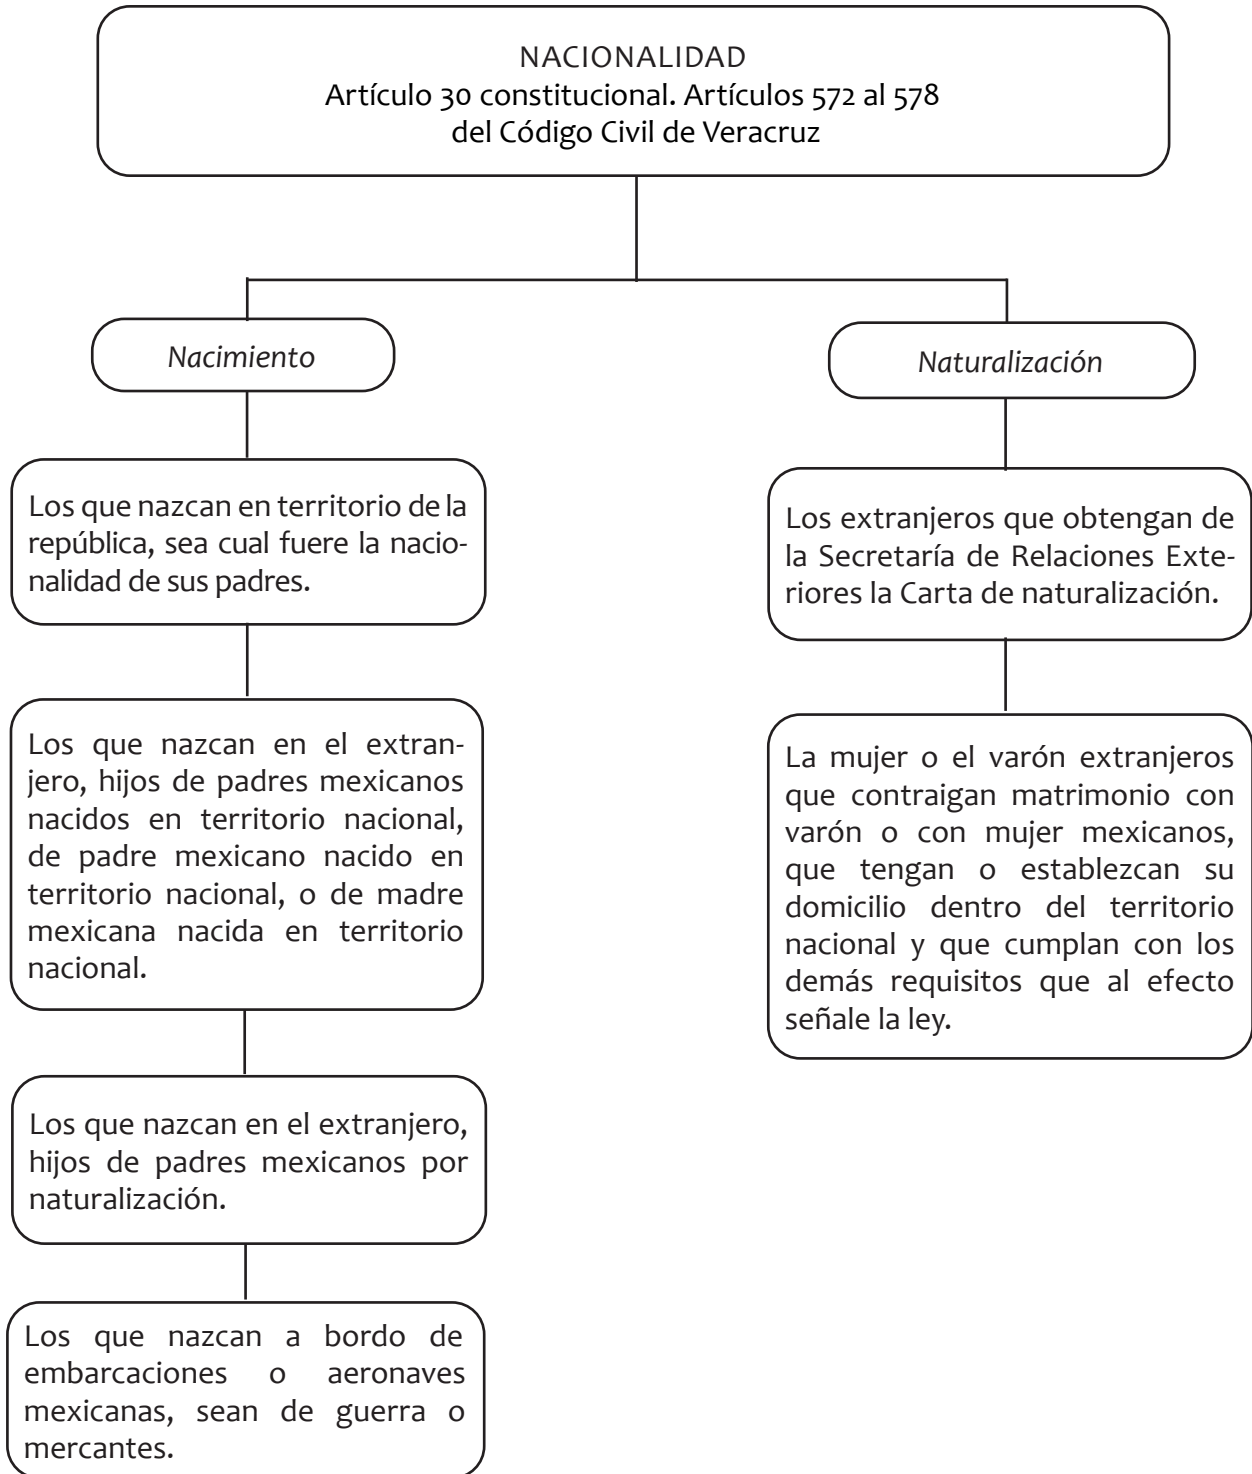 NACIONALIDAD
Artículo 30 constitucional. Artículos 572 al 578
del Código Civil de Veracruz
Nacimiento
Los que nazcan en territorio de la
república, sea cual fuere la nacio-
nalidad de sus padres.
Los que nazcan en el extran-
jero, hijos de padres mexicanos
nacidos en territorio nacional,
de padre mexicano nacido en
territorio nacional, o de madre
mexicana nacida en territorio
nacional.
Los que nazcan en el extranjero,
hijos de padres mexicanos por
naturalización.
Los que nazcan a bordo de
embarcaciones o aeronaves
mexicanas, sean de guerra o
mercantes.
Naturalización
Los extranjeros que obtengan de
la Secretaría de Relaciones Exte-
riores la Carta de naturalización.
La mujer o el varón extranjeros
que contraigan matrimonio con
varón o con mujer mexicanos,
que tengan o establezcan su
domicilio dentro del territorio
nacional y que cumplan con los
demás requisitos que al efecto
señale la ley.